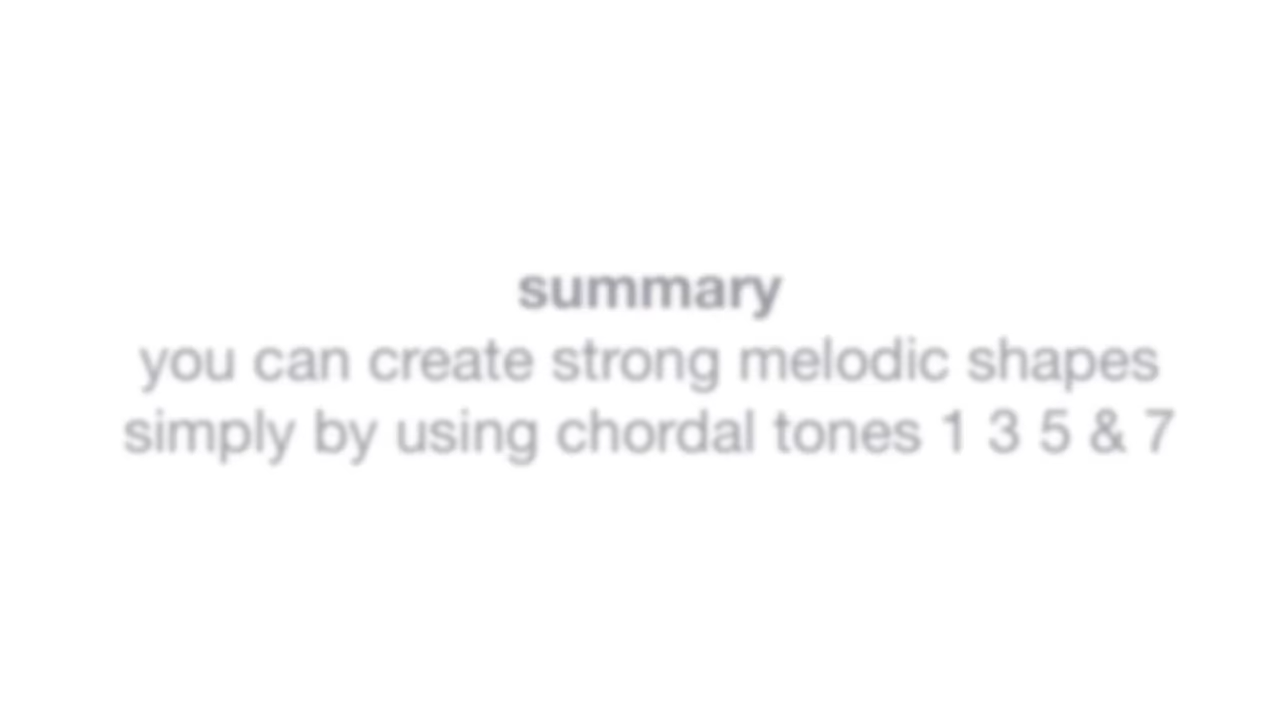 summary
you can create strong melodic shapes
simply by using chordal tones 1 3 5 & 7